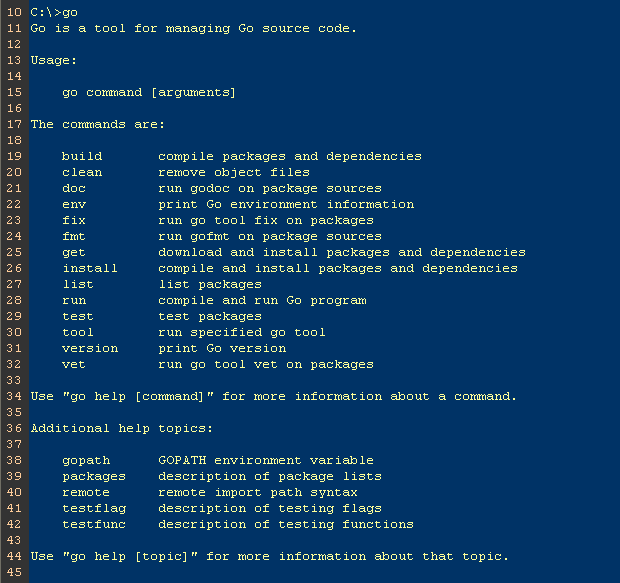 10 C:\>go
11 Go is a tool for managing Go source code.
12
13 Usage:
14
15     go command [arguments]
16
17 The commands are:
18
19     build       compile packages and dependencies
20     clean       remove object files
21     doc         run godoc on package sources
22     env         print Go environment information
23     fix         run go tool fix on packages
24     fmt         run gofmt on package sources
25     get         download and install packages and dependencies
26     install     compile and install packages and dependencies
27     list        list packages
28     run         compile and run Go program
29     test        test packages
30     tool        run specified go tool
31     version     print Go version
32     vet         run go tool vet on packages
33
34 Use "go help [command]" for more information about a command.
35
36 Additional help topics:
37
38     gopath      GOPATH environment variable
39     packages    description of package lists
40     remote      remote import path syntax
41     testflag    description of testing flags
42     testfunc    description of testing functions
43
44 Use "go help [topic]" for more information about that topic.
45